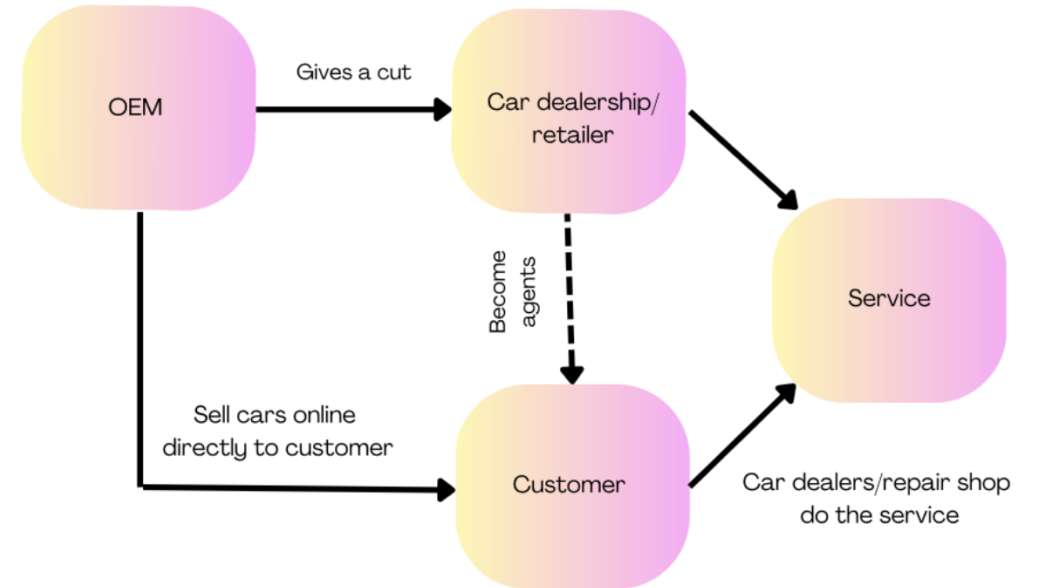 OEM
Gives a cut
Car dealership/
retailer
Become
agents
Service
Sell cars online
directly to customer
Customer
Car dealers/repair shop
do the service